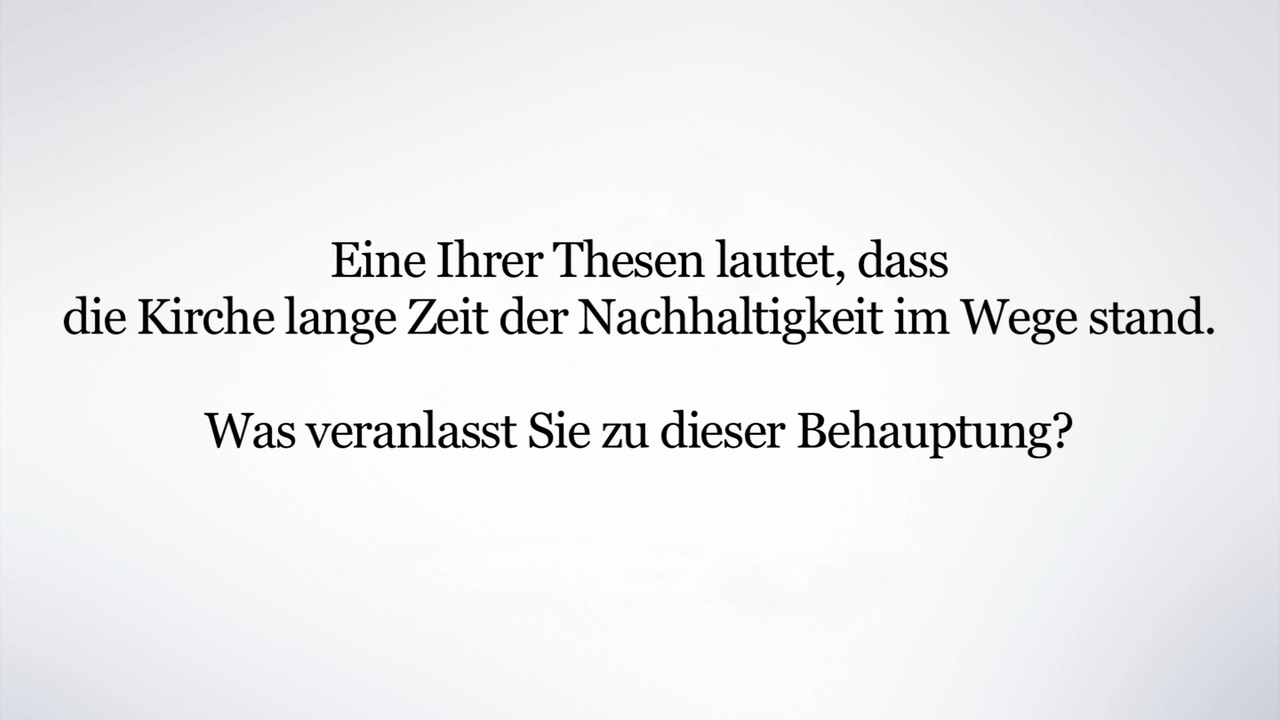 Eine Ihrer Thesen lautet, dass
die Kirche lange Zeit der Nachhaltigkeit im Wege stand.
Was veranlasst Sie zu dieser Behauptung?